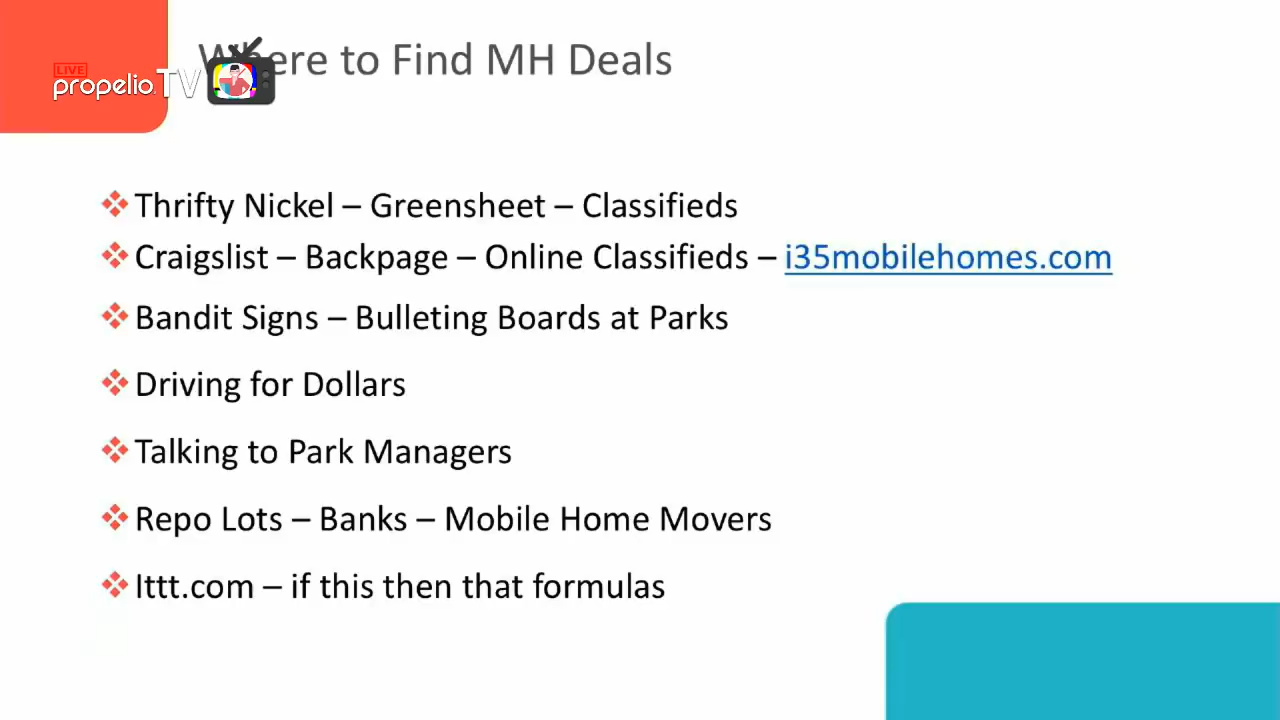 Where to Find MH Deals
LIVE
propelio.TV
Thrifty Nickel – Greensheet – Classifieds
Craigslist – Backpage – Online Classifieds – i35mobilehomes.com
Bandit Signs – Bulleting Boards at Parks
Driving for Dollars
Talking to Park Managers
Repo Lots – Banks – Mobile Home Movers
Ittt.com – if this then that formulas